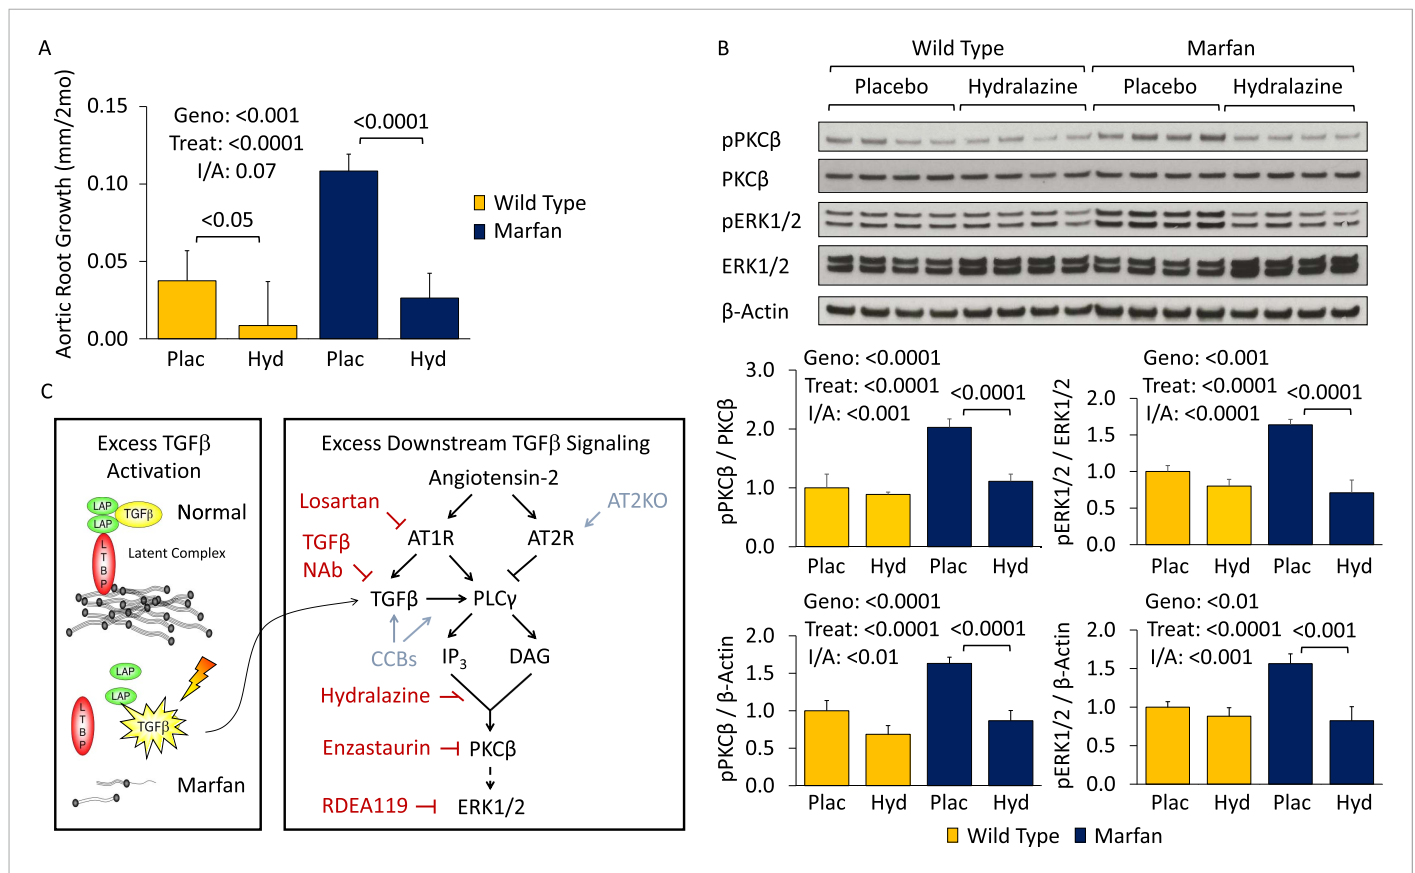 A
Aortic Root Growth (mm/2mo)
0.15
0.10
0.05
0.00
Geno: <0.001
Treat: <0.0001
I/A: 0.07
<0.05
<0.0001
Plac Hyd Plac Hyd
Wild Type
Marfan
B
Wild Type Marfan
Placebo Hydralazine Placebo Hydralazine
pPKCβ
PKCβ
pERK1/2
ERK1/2
β-Actin
pPKCβ / PKCβ
3.0
2.0
1.0
0.0
Geno: <0.0001
Treat: <0.0001
I/A: <0.001
<0.0001
Plac Hyd Plac Hyd
pERK1/2 / ERK1/2
2.0
1.5
1.0
0.5
0.0
Geno: <0.001
Treat: <0.0001
I/A: <0.0001
<0.0001
Plac Hyd Plac Hyd
pPKCβ / β-Actin
2.0
1.5
1.0
0.5
0.0
Geno: <0.0001
Treat: <0.0001
I/A: <0.01
<0.0001
Plac Hyd Plac Hyd
pERK1/2 / β-Actin
2.0
1.5
1.0
0.5
0.0
Geno: <0.01
Treat: <0.0001
I/A: <0.001
<0.001
Plac Hyd Plac Hyd
Wild Type Marfan
C
Excess TGFβ
Activation
LAP
LAP
TGFβ
Normal
LTBP
Latent Complex
LAP
LAP
LTBP
TGFβ
Marfan
Excess Downstream TGFβ Signaling
Angiotensin-2
Losartan
AT2KO
AT1R
AT2R
TGFβ
NAb
TGFβ
PLCγ
CCBs
IP3
DAG
Hydralazine
Enzastaurin
PKCβ
RDEA119
ERK1/2